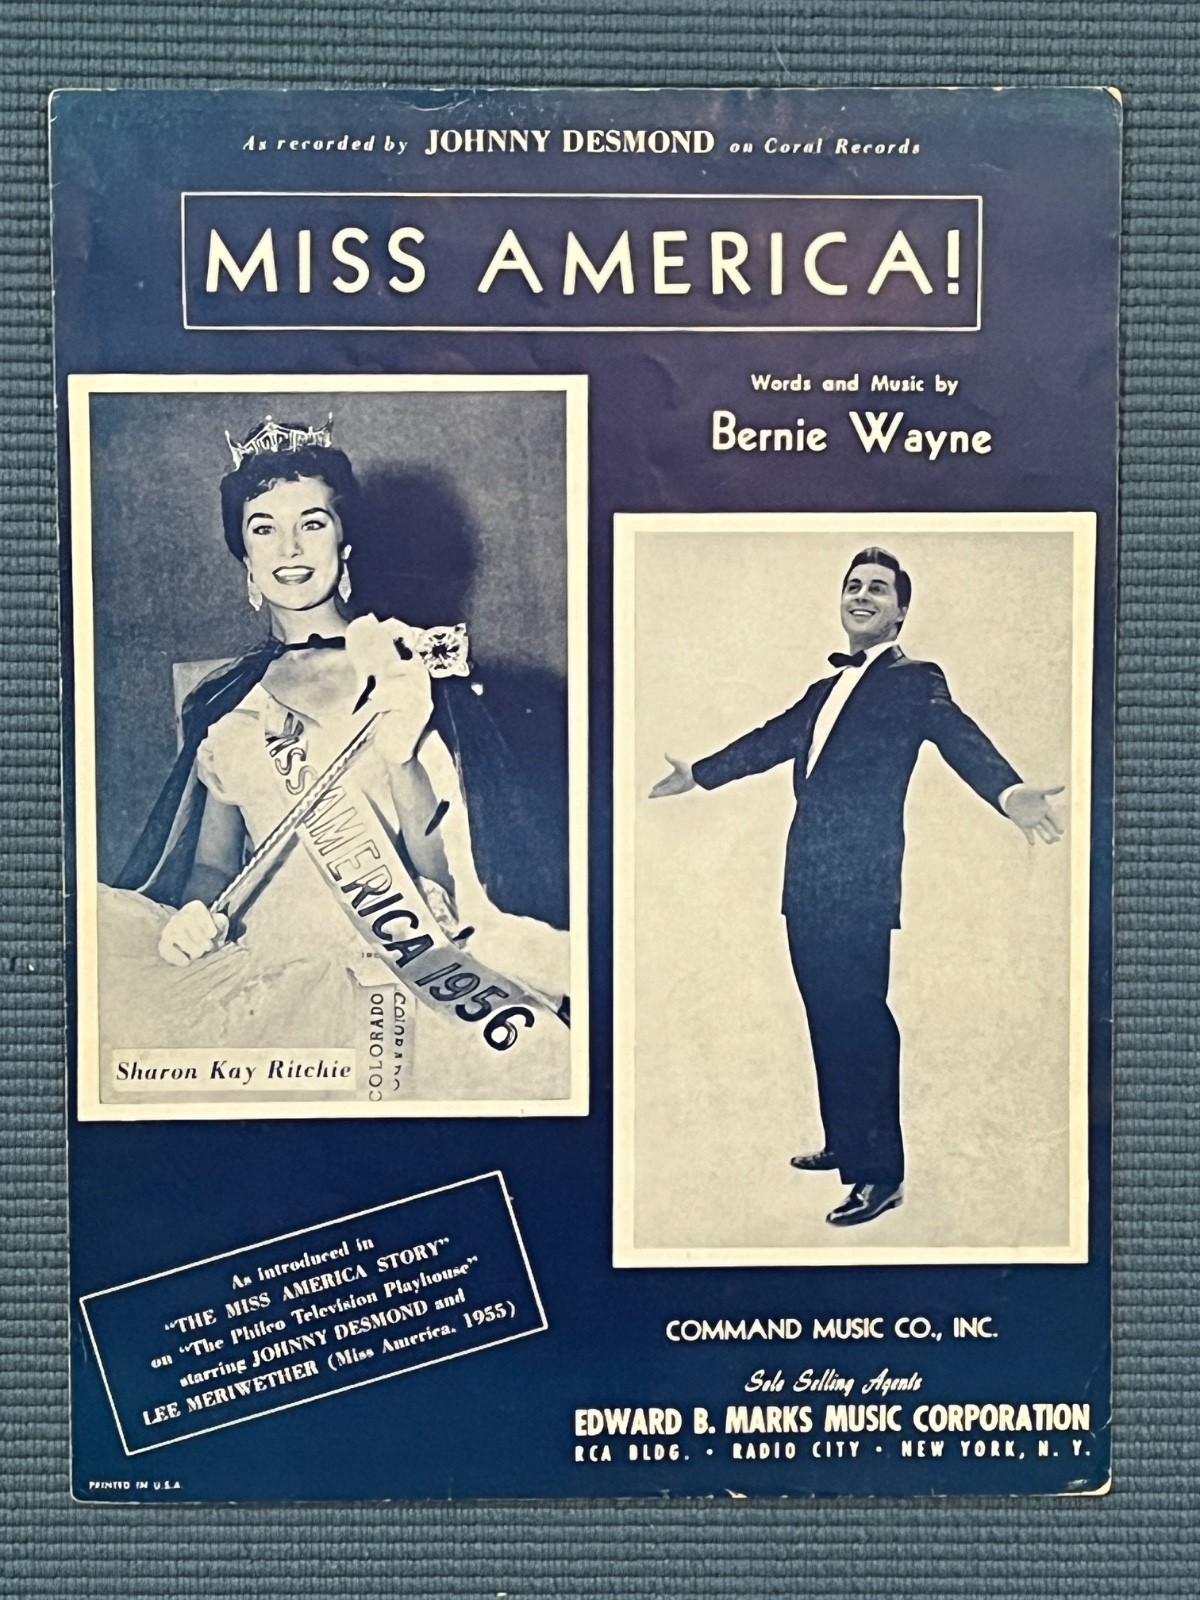 As recorded by JOHNNY DESMOND on Coral Records
MISS AMERICA!
Words and Music by
Bernie Wayne
MISS AMERICA 1956
COLORADO
Sharon Kay Ritchie
As introduced in
"THE MISS AMERICA STORY"
on "The Philco Television Playhouse"
starring JOHNNY DESMOND and
LEE MERIWETHER (Miss America, 1955)
COMMAND MUSIC CO., INC.
Sole Selling Agents
EDWARD B. MARKS MUSIC CORPORATION
RCA BLDG. • RADIO CITY • NEW YORK, N. Y.
PRINTED IN U.S.A.